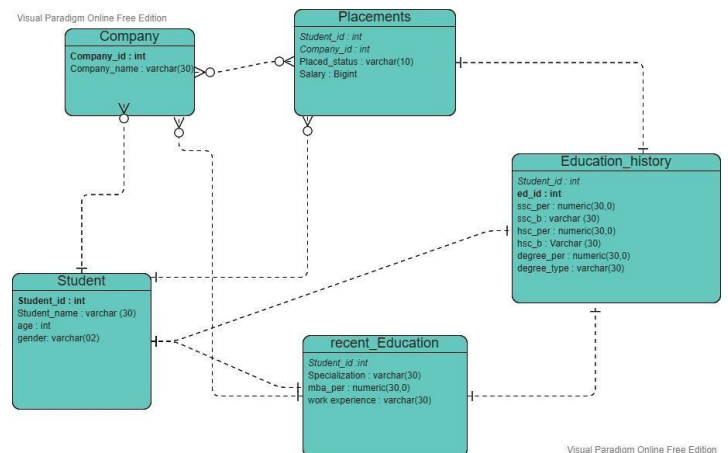 Visual Paradigm Online Free Edition
Company
Company_id : int
Company_name : varchar(30)
Placements
Student_id : int
Company_id : int
Placed_status : varchar(10)
Salary : Bigint
Education_history
Student_id : int
ed_id : int
ssc_per : numeric(30,0)
ssc_b : varchar (30)
hsc_per : numeric(30,0)
hsc_b : Varchar (30)
degree_per : numeric(30,0)
degree_type : varchar(30)
Student
Student_id : int
Student_name : varchar (30)
age : int
gender: varchar(02)
recent_Education
Student_id :int
Specialization : varchar(30)
mba_per : numeric(30,0)
work experience : varchar(30)
Visual Paradigm Online Free Edition